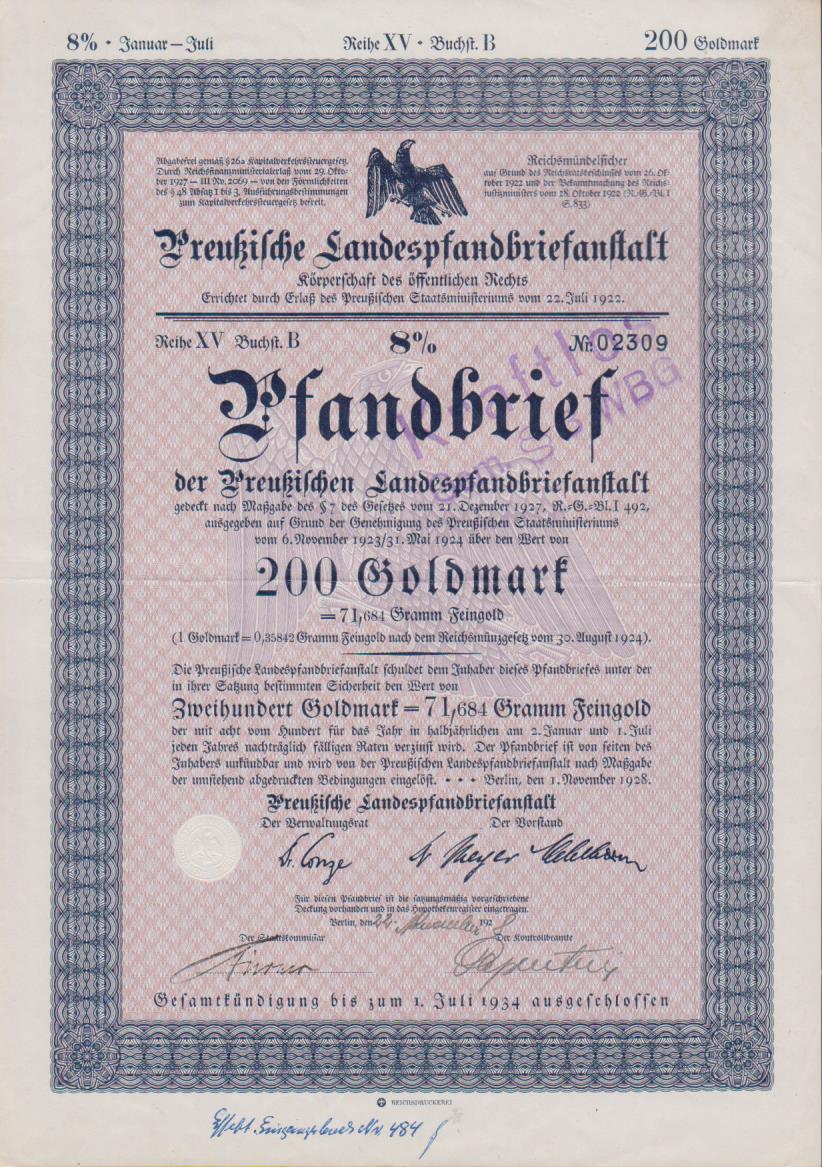 8% • Januar — Juli
Reihe XV • Buchst. B
200 Goldmark
Abgabefrei gemäß § 26a Kapitalverkehrsteuergesetz.
Durch Reichsfinanzministerialerlaß vom 29. Okto-
ber 1927 — III Nv. 2069 — von den Förmlichkeiten
des § 48 Absatz 1 bis 3 Ausführungsbestimmungen
zum Kapitalverkehrsteuergesetz befreit.
Reichsmündelsicher
auf Grund des Reichsratsbeschlusses vom 26. Ok-
tober 1922 und der Bekanntmachung des Reichs-
justizministers vom 28. Oktober 1922 (R.-G.-Bl. I
S. 833)
Preußische Landespfandbriefanstalt
Körperschaft des öffentlichen Rechts
Errichtet durch Erlaß des Preußischen Staatsministeriums vom 22. Juli 1922.
Reihe XV Buchst. B
8%
Nr. 02309
Kraftlos
Gem. § 3 WBG
Pfandbrief
der Preußischen Landespfandbriefanstalt
gedeckt nach Maßgabe des § 7 des Gesetzes vom 21. Dezember 1927, R.=G.=Bl. I 492,
ausgegeben auf Grund der Genehmigung des Preußischen Staatsministeriums
vom 6. November 1923/31. Mai 1924 über den Wert von
200 Goldmark
= 71,684 Gramm Feingold
(1 Goldmark = 0,35842 Gramm Feingold nach dem Reichsmünzgesetz vom 30. August 1924).
Die Preußische Landespfandbriefanstalt schuldet dem Inhaber dieses Pfandbriefes unter der
in ihrer Satzung bestimmten Sicherheit den Wert von
Zweihundert Goldmark = 71,684 Gramm Feingold
der mit acht vom Hundert für das Jahr in halbjährlichen am 2. Januar und 1. Juli
jeden Jahres nachträglich fälligen Raten verzinst wird. Der Pfandbrief ist von seiten des
Inhabers unkündbar und wird von der Preußischen Landespfandbriefanstalt nach Maßgabe
der umstehend abgedruckten Bedingungen eingelöst. • • • Berlin, den 1. November 1928.
Preußische Landespfandbriefanstalt
Der Verwaltungsrat
Der Vorstand
Für diesen Pfandbrief ist die satzungsmäßig vorgeschriebene
Deckung vorhanden und in das Hypothekenregister eingetragen.
Berlin, den 22. November 1928
Der Staatskommissar
Der Kontrollbeamte
Gesamtkündigung bis zum 1. Juli 1934 ausgeschlossen
REICHSDRUCKEREI
Nr. 484